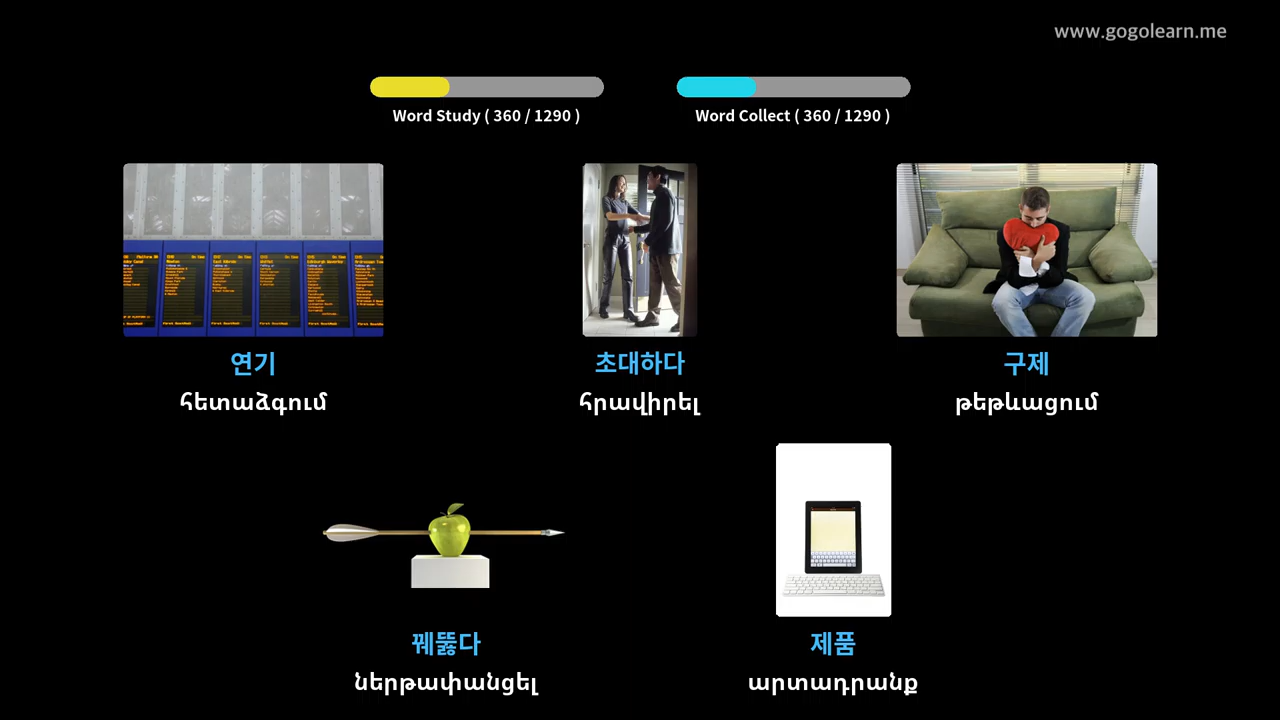 www.gogolearn.me
Word Study ( 360 / 1290 )
Word Collect ( 360 / 1290 )
연기
հետաձգում
초대하다
հրավիրել
구제
թեթևացում
꿰뚫다
ներթափանցել
제품
արտադրանք